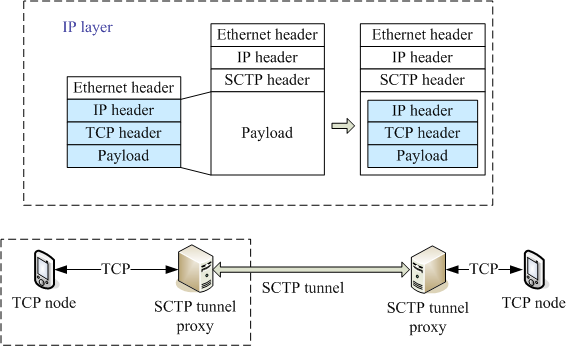 IP layer
Ethernet header
IP header
TCP header
Payload
Ethernet header
IP header
SCTP header
Payload
Ethernet header
IP header
SCTP header
IP header
TCP header
Payload
TCP
TCP node
SCTP tunnel
proxy
SCTP tunnel
TCP
SCTP tunnel
proxy
TCP node